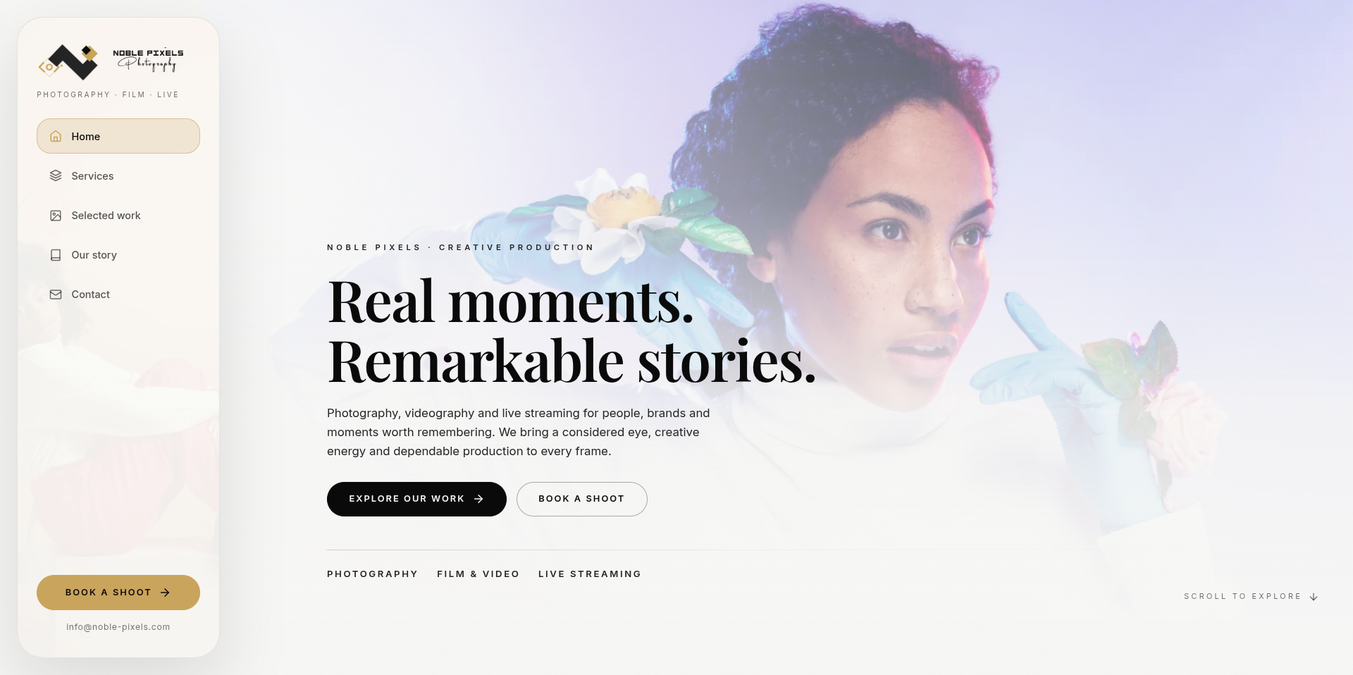 NOBLE PIXELS
Photography
PHOTOGRAPHY · FILM · LIVE
Home
Services
Selected work
Our story
Contact
BOOK A SHOOT
info@noble-pixels.com
NOBLE PIXELS · CREATIVE PRODUCTION
Real moments.
Remarkable stories.
Photography, videography and live streaming for people, brands and
moments worth remembering. We bring a considered eye, creative
energy and dependable production to every frame.
EXPLORE OUR WORK
BOOK A SHOOT
PHOTOGRAPHY FILM & VIDEO LIVE STREAMING
SCROLL TO EXPLORE